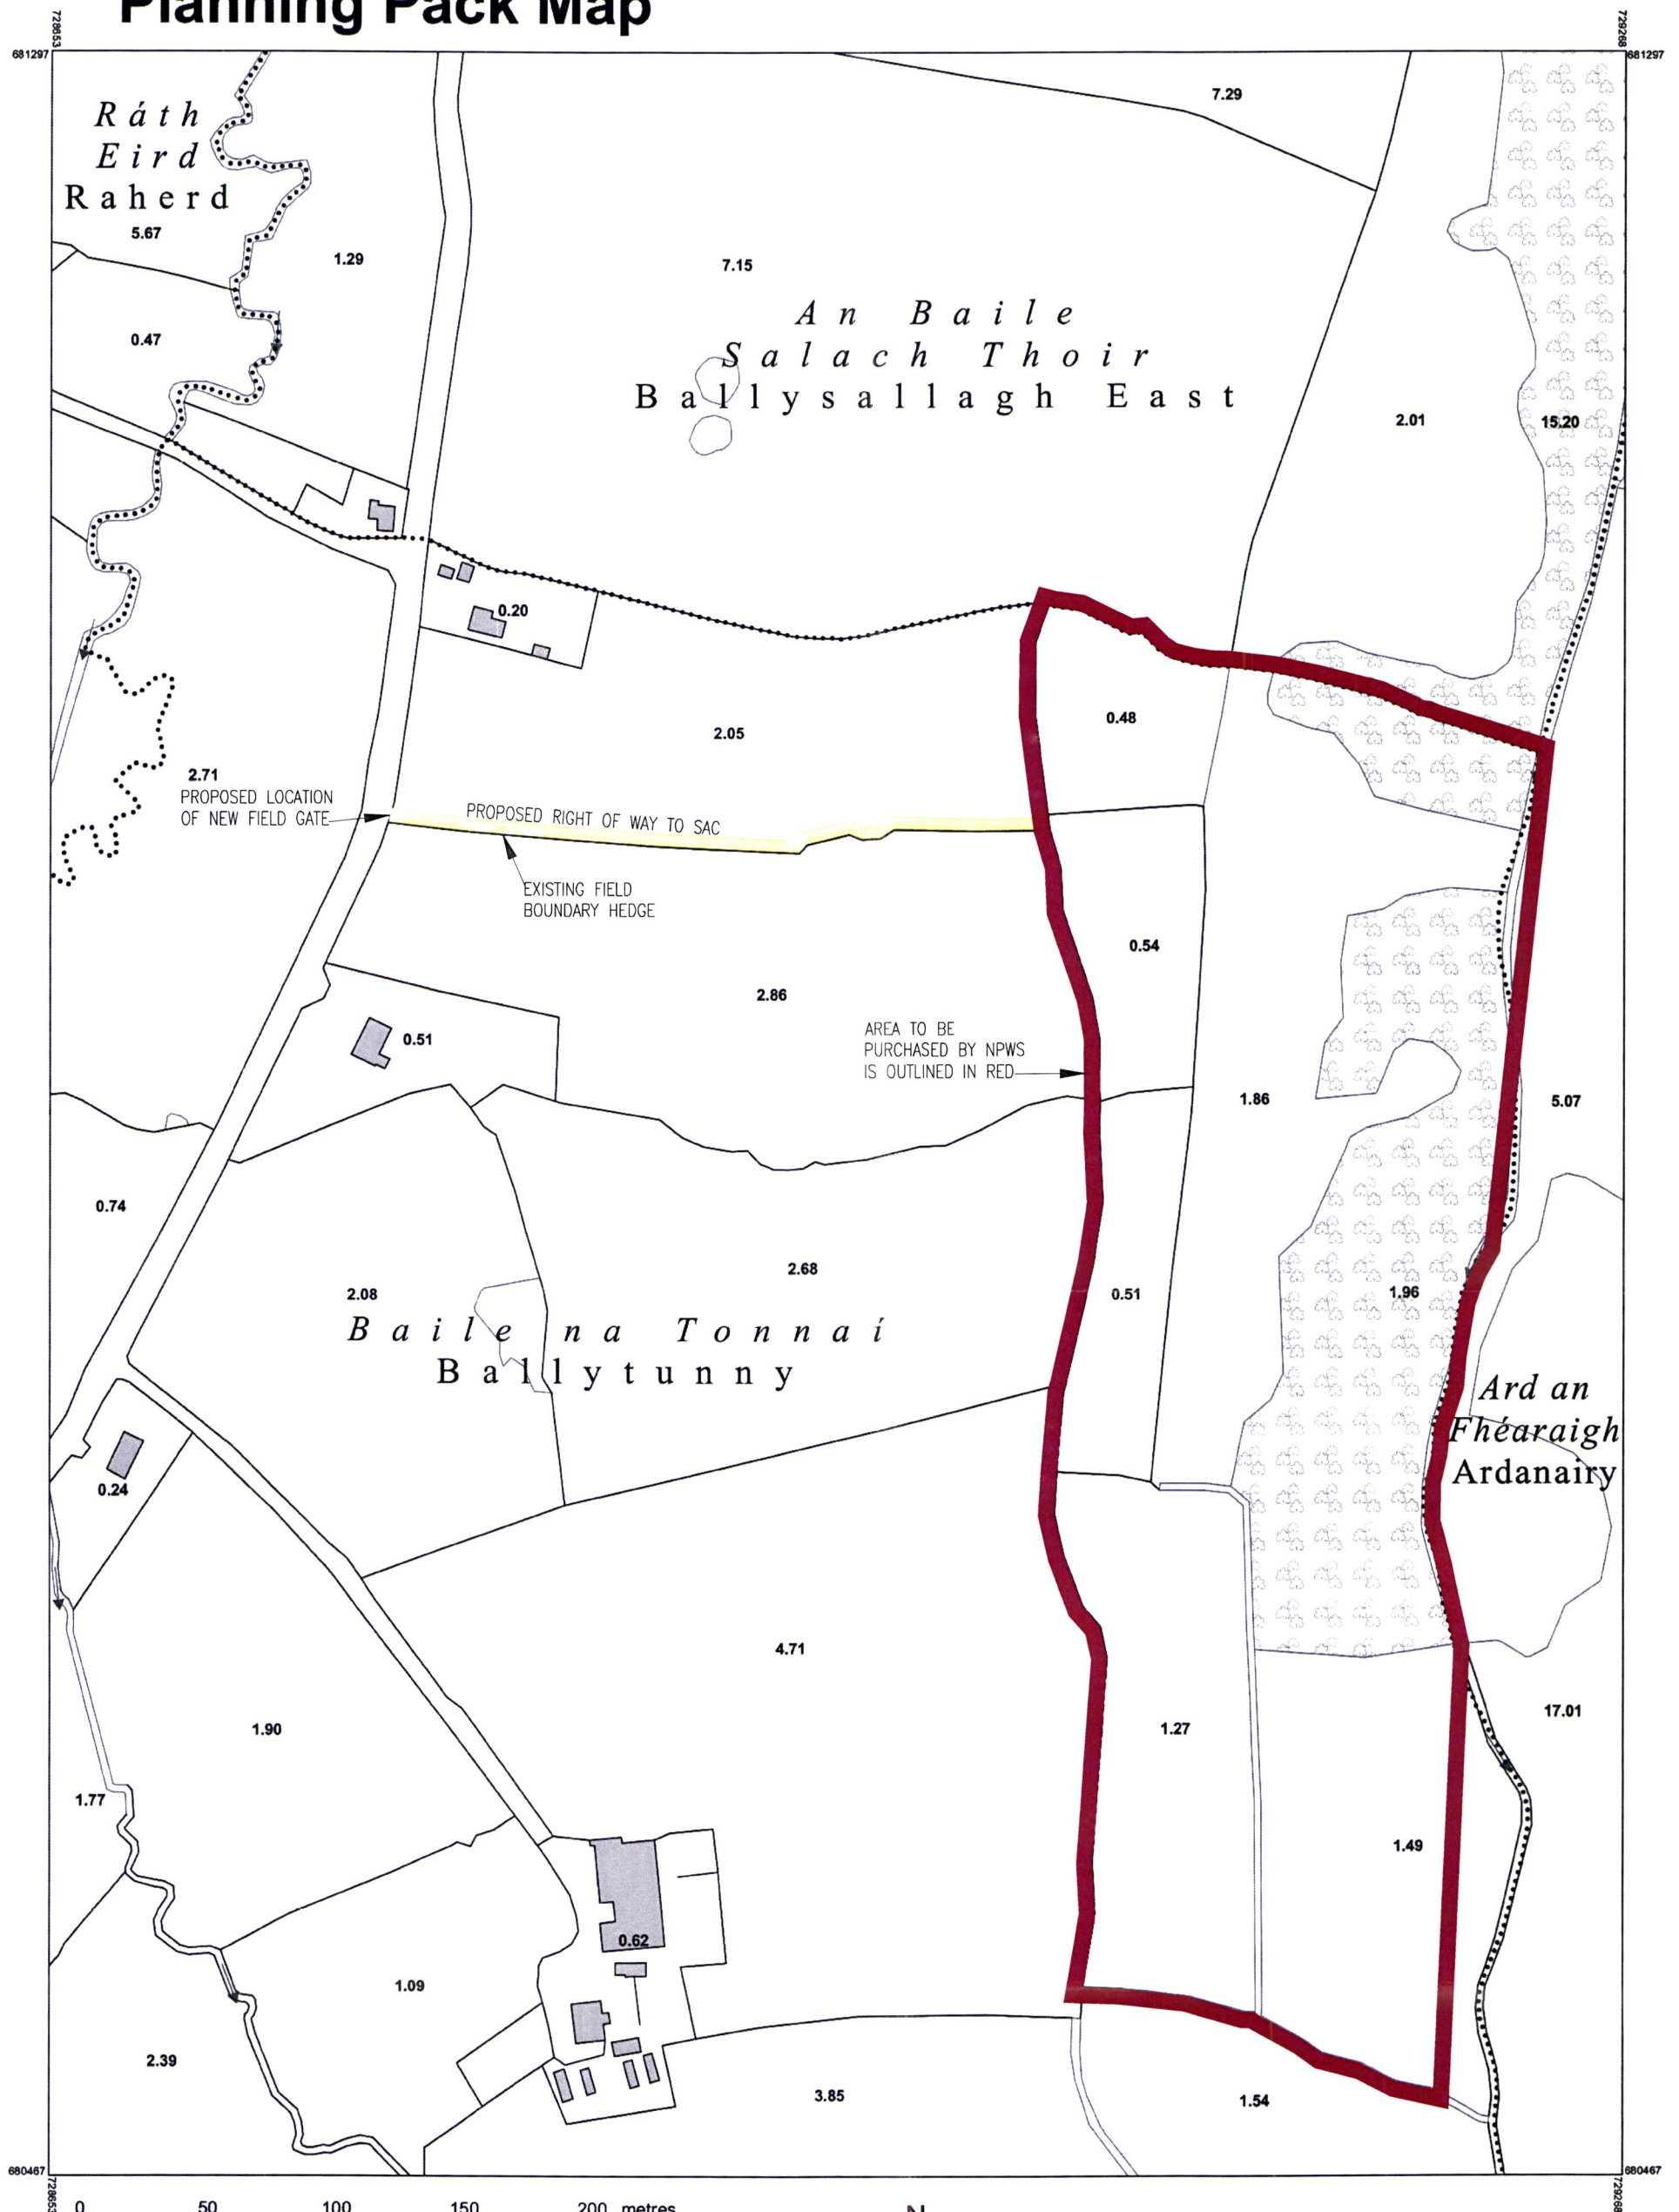 Planning Pack Map
728653
729268
681297
681297
Ráth
Eird
Raherd
5.67
1.29
0.47
7.29
7.15
An Baile
Salach Thoir
Ballysallagh East
2.01
15.20
0.20
2.05
0.48
2.71
PROPOSED LOCATION
OF NEW FIELD GATE
PROPOSED RIGHT OF WAY TO SAC
EXISTING FIELD
BOUNDARY HEDGE
0.54
2.86
0.51
AREA TO BE
PURCHASED BY NPWS
IS OUTLINED IN RED
1.86
5.07
0.74
2.68
2.08
0.51
1.96
Baile na Tonnaí
Ballytunny
Ard an
Fhéaraigh
Ardanairy
0.24
4.71
1.90
1.27
17.01
1.77
1.49
0.62
1.09
2.39
3.85
1.54
680467
680467
728653
729268
0 50 100 150 200 metres
N